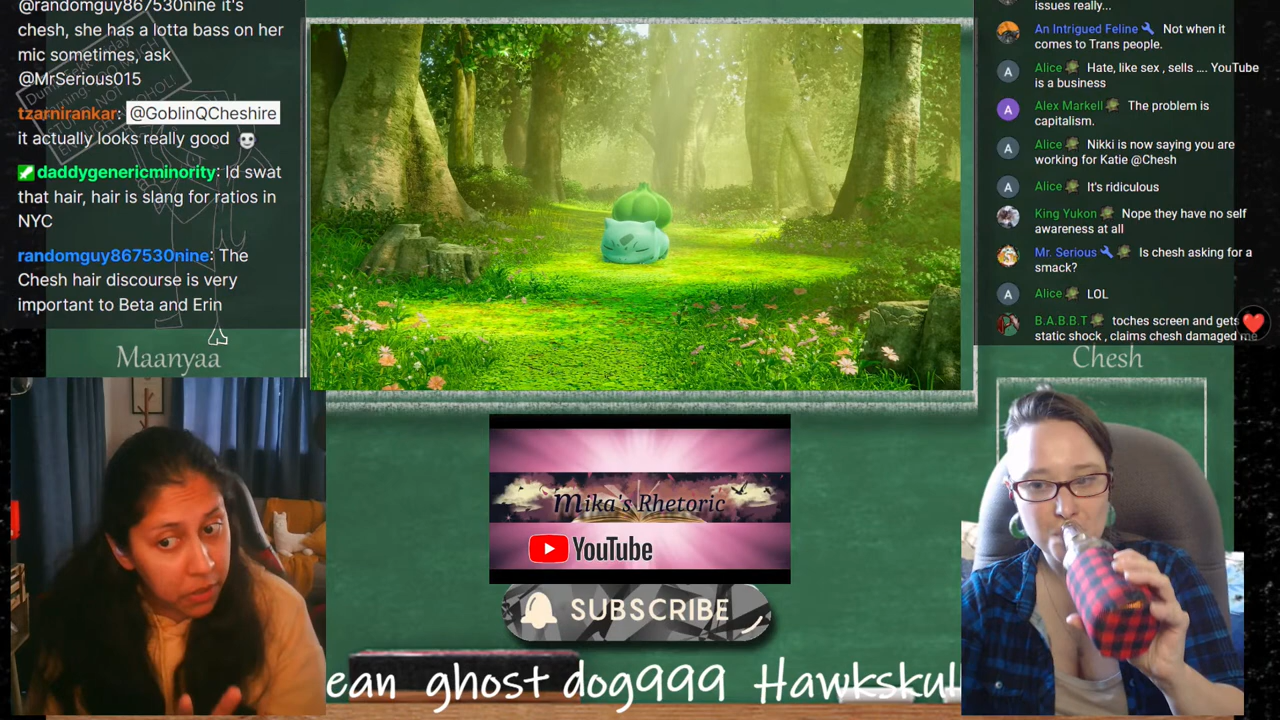 @randomguy867530nine it's
chesh, she has a lotta bass on her
mic sometimes, ask
@MrSerious015
tzarnirankar: @GoblinQCheshire
it actually looks really good
daddygenericminority: Id swat
that hair, hair is slang for ratios in
NYC
randomguy867530nine: The
Chesh hair discourse is very
important to Beta and Erin
Maanyaa
issues really...
An Intrigued Feline Not when it
comes to Trans people.
Alice Hate, like sex , sells .... YouTube
is a business
A
Alex Markell The problem is
capitalism.
A
Alice Nikki is now saying you are
working for Katie @Chesh
A
Alice It's ridiculous
A
King Yukon Nope they have no self
awareness at all
Mr. Serious Is chesh asking for a
smack?
Alice LOL
A
B.A.B.B.T toches screen and gets
static shock , claims chesh damaged me
Chesh
Mika's Rhetoric
YouTube
SUBSCRIBE
ean ghost dog999 Hawksku